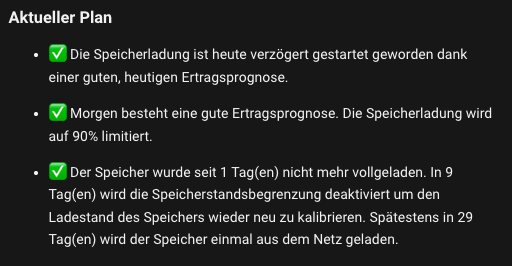 Aktueller Plan
• ✅ Die Speicherladung ist heute verzögert gestartet geworden dank
einer guten, heutigen Ertragsprognose.
• ✅ Morgen besteht eine gute Ertragsprognose. Die Speicherladung wird
auf 90% limitiert.
• ✅ Der Speicher wurde seit 1 Tag(en) nicht mehr vollgeladen. In 9
Tag(en) wird die Speicherstandsbegrenzung deaktiviert um den
Ladestand des Speichers wieder neu zu kalibrieren. Spätestens in 29
Tag(en) wird der Speicher einmal aus dem Netz geladen.